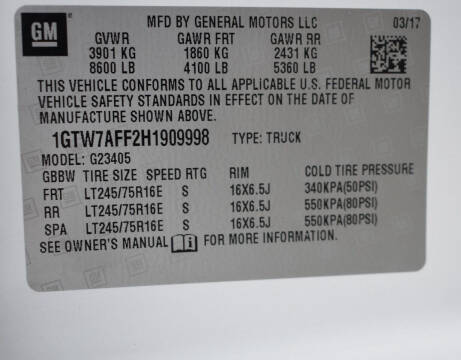 GM
MFD BY GENERAL MOTORS LLC 03/17
GVWR GAWR FRT GAWR RR
3901 KG 1860 KG 2431 KG
8600 LB 4100 LB 5360 LB
THIS VEHICLE CONFORMS TO ALL APPLICABLE U.S. FEDERAL MOTOR
VEHICLE SAFETY STANDARDS IN EFFECT ON THE DATE OF
MANUFACTURE SHOWN ABOVE.
1GTW7AFF2H1909998 TYPE: TRUCK
MODEL: G23405
GBBW TIRE SIZE SPEED RTG RIM COLD TIRE PRESSURE
FRT LT245/75R16E S 16X6.5J 340KPA(50PSI)
RR LT245/75R16E S 16X6.5J 550KPA(80PSI)
SPA LT245/75R16E S 16X6.5J 550KPA(80PSI)
SEE OWNER'S MANUAL FOR MORE INFORMATION